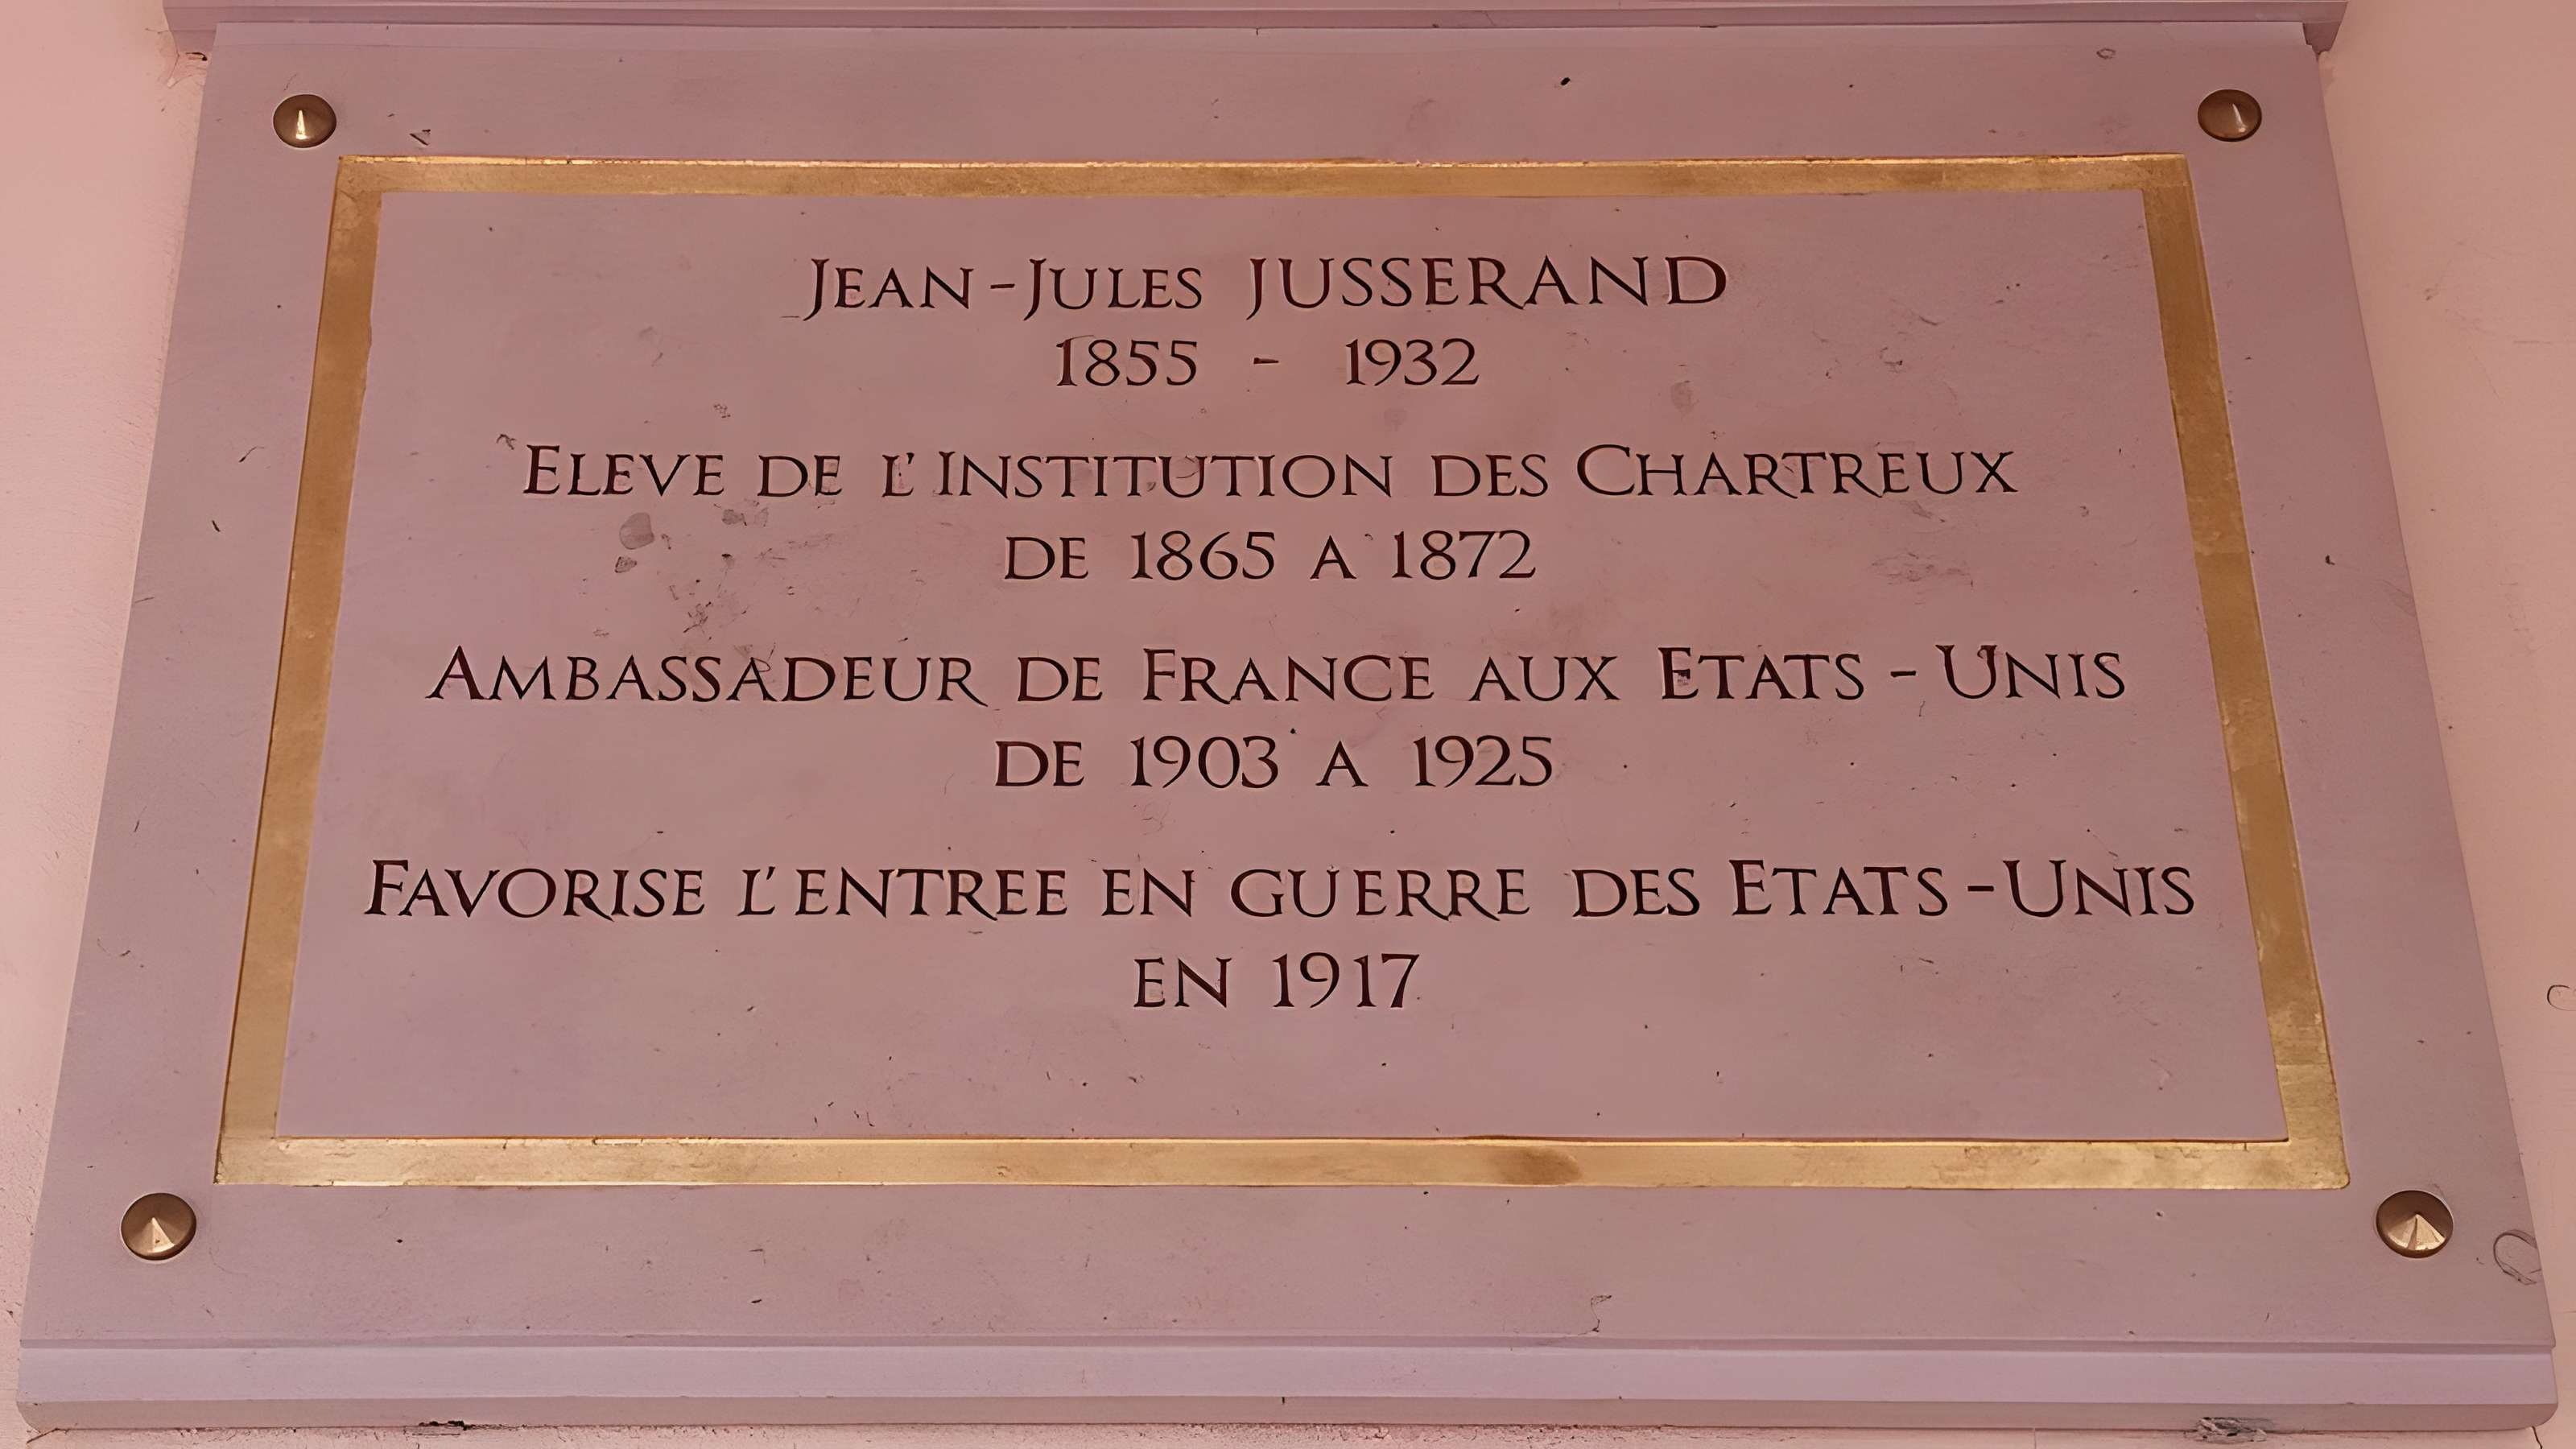 JEAN-JULES JUSSERAND
1855 - 1932
ELEVE DE L'INSTITUTION DES CHARTREUX
DE 1865 A 1872
AMBASSADEUR DE FRANCE AUX ETATS-UNIS
DE 1903 A 1925
FAVORISE L'ENTREE EN GUERRE DES ETATS-UNIS
EN 1917